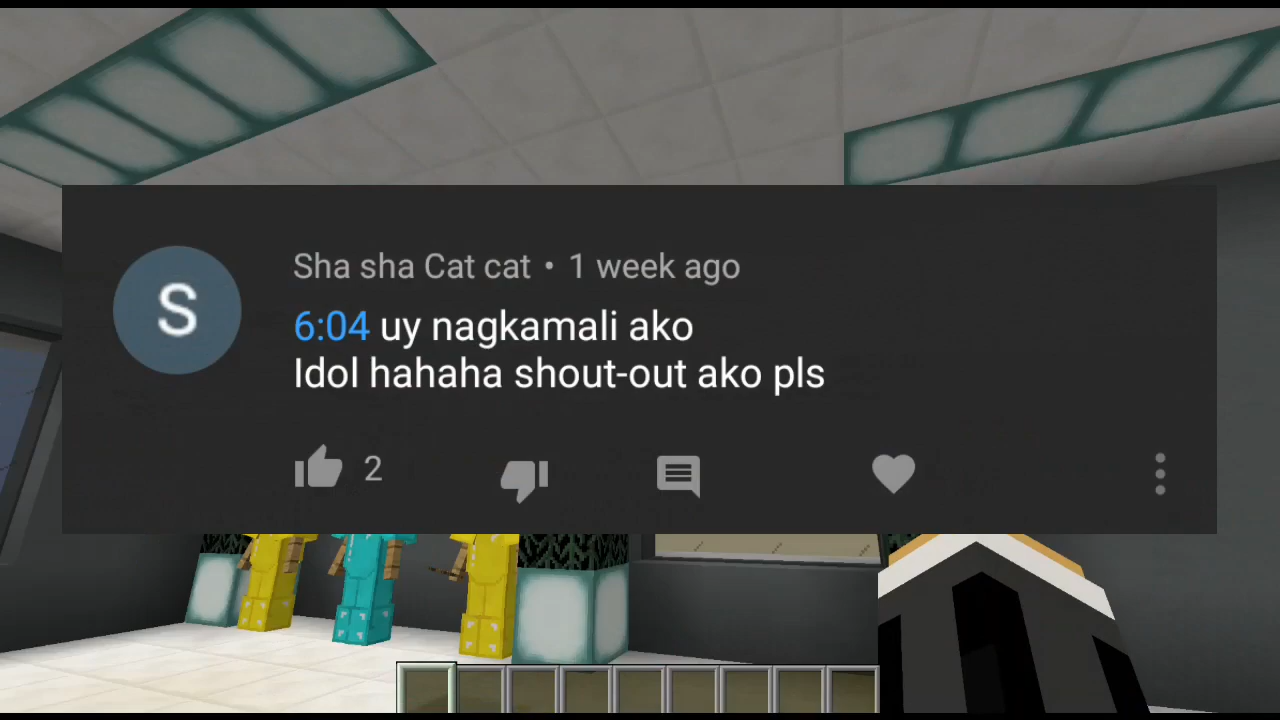 S
Sha sha Cat cat • 1 week ago
6:04 uy nagkamali ako
Idol hahaha shout-out ako pls
2